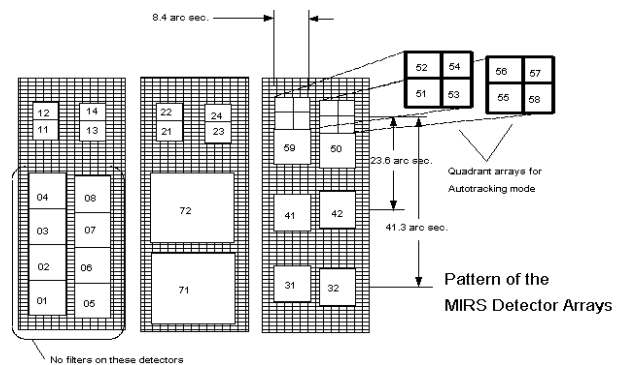 8.4 arc sec.
52 54
51 53
56 57
55 58
12 14
11 13
22 24
21 23
59 50
23.6 arc sec.
Quadrant arrays for
Autotracking mode
04 08
03 07
02 06
01 05
72
71
41 42
41.3 arc sec.
31 32
Pattern of the
MIRS Detector Arrays
No filters on these detectors